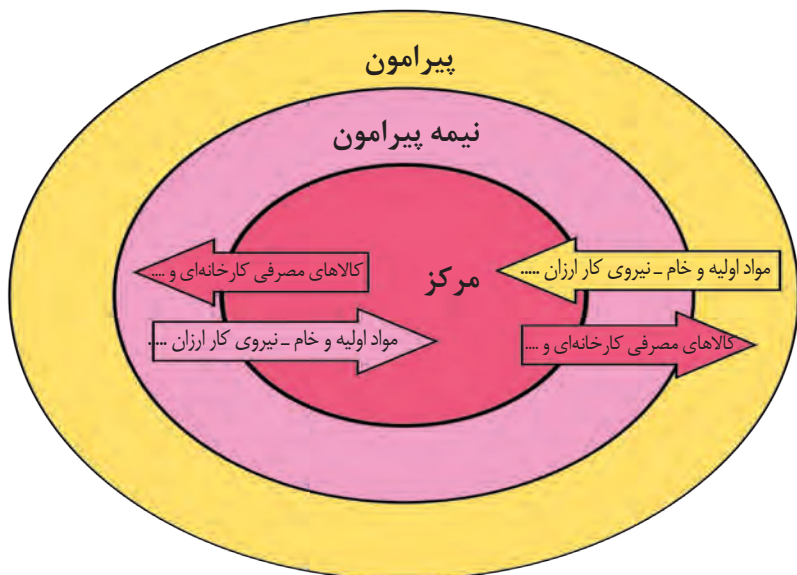 پیرامون
نیمه پیرامون
مواد اولیه و خام ـ نیروی کار ارزان .....
کالاهای مصرفی کارخانه‌ای و ....
مرکز
مواد اولیه و خام ـ نیروی کار ارزان .....
کالاهای مصرفی کارخانه‌ای و ....